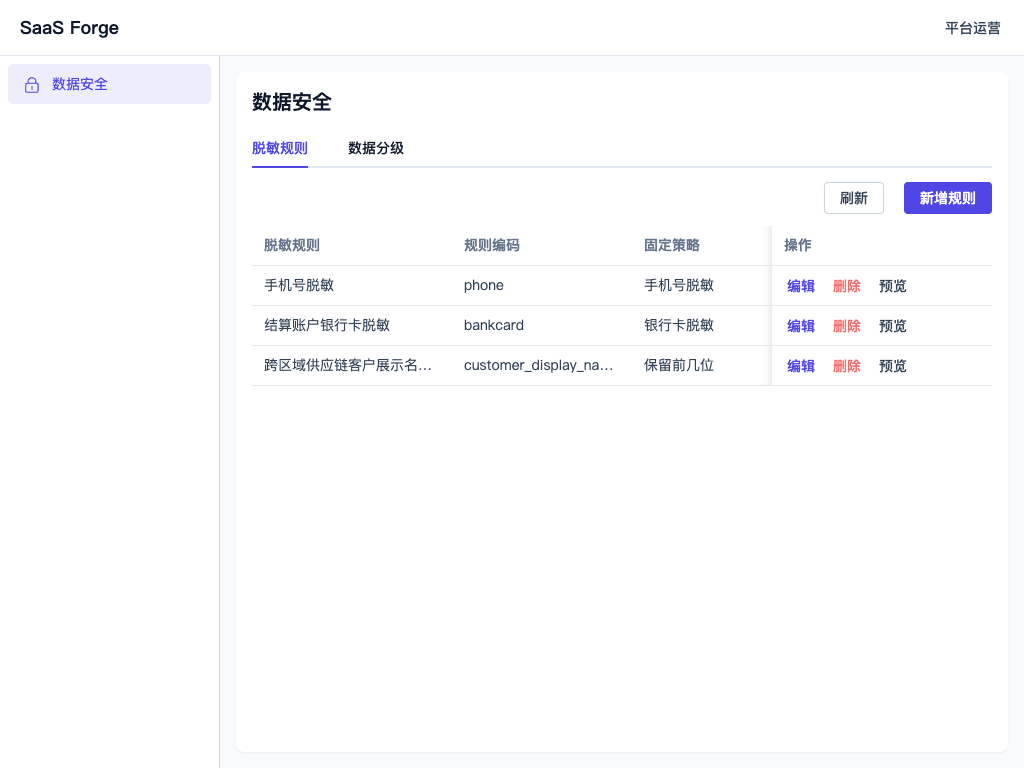 SaaS Forge
平台运营
数据安全
数据安全
脱敏规则 数据分级
刷新 新增规则
脱敏规则 规则编码 固定策略 操作
手机号脱敏 phone 手机号脱敏 编辑 删除 预览
结算账户银行卡脱敏 bankcard 银行卡脱敏 编辑 删除 预览
跨区域供应链客户展示名… customer_display_na… 保留前几位 编辑 删除 预览